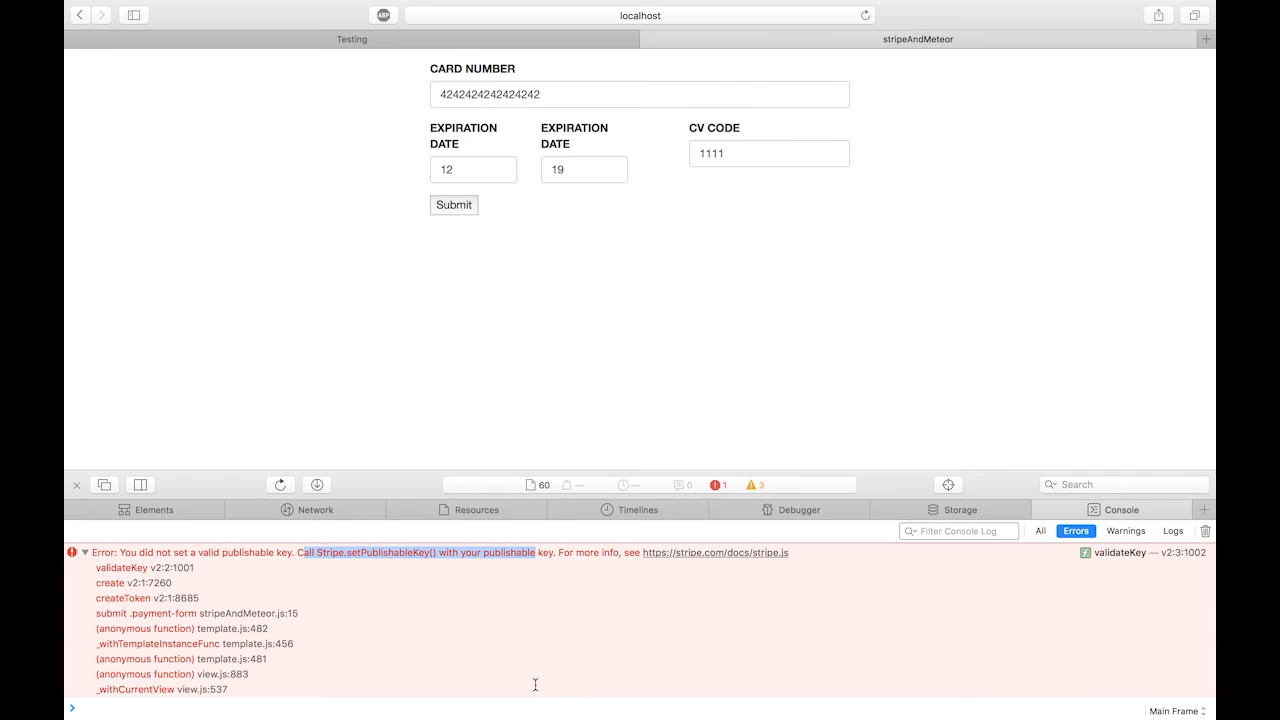 ABP
localhost
Testing
stripeAndMeteor
CARD NUMBER
4242424242424242
EXPIRATION DATE
EXPIRATION DATE
CV CODE
12
19
1111
Submit
60
—
—
0
1
3
Search
Elements
Network
Resources
Timelines
Debugger
Storage
Console
Filter Console Log
All
Errors
Warnings
Logs
Error: You did not set a valid publishable key. Call Stripe.setPublishableKey() with your publishable key. For more info, see https://stripe.com/docs/stripe.js
f validateKey — v2:3:1002
validateKey v2:2:1001
create v2:1:7260
createToken v2:1:8685
submit .payment-form stripeAndMeteor.js:15
(anonymous function) template.js:482
_withTemplateInstanceFunc template.js:456
(anonymous function) template.js:481
(anonymous function) view.js:883
_withCurrentView view.js:537
Main Frame